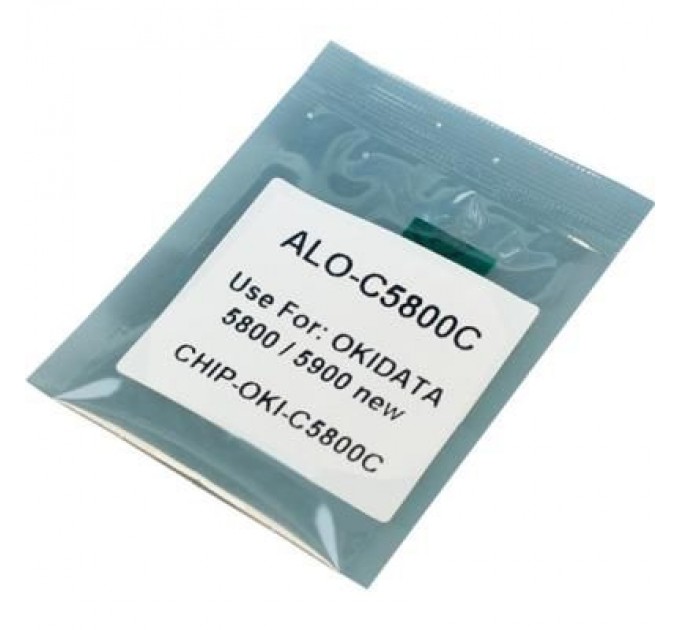 ALO-C5800C
Use For: OKIDATA
5800 / 5900 new
CHIP-OKI-C5800C